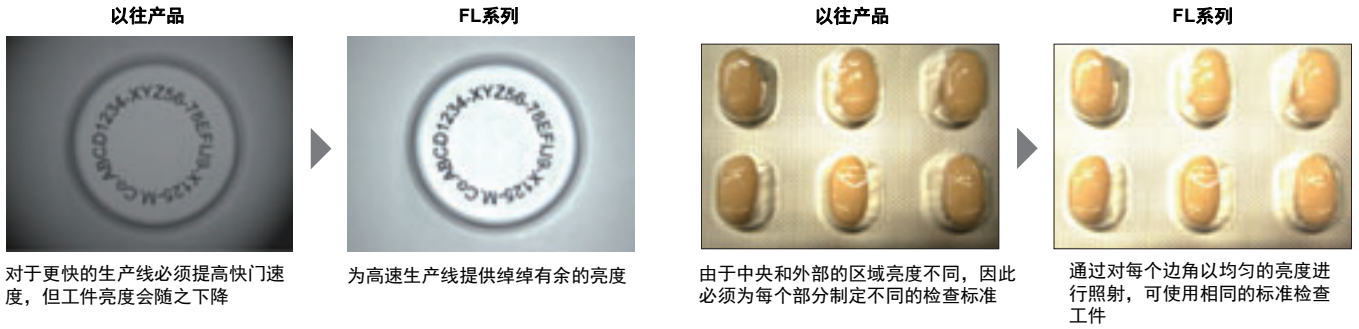 以往产品
FL系列
以往产品
FL系列
ABCD1234-XYZ56-78EFIJ9-X125-M.Co.
ABCD1234-XYZ56-78EFIJ9-X125-M.Co.
对于更快的生产线必须提高快门速
度，但工件亮度会随之下降
为高速生产线提供绰绰有余的亮度
由于中央和外部的区域亮度不同，因此
必须为每个部分制定不同的检查标准
通过对每个边角以均匀的亮度进
行照射，可使用相同的标准检查
工件